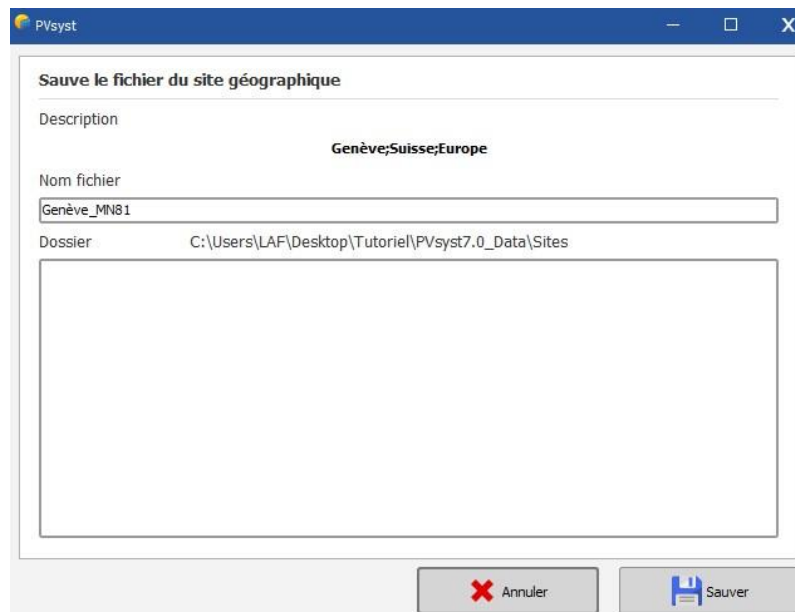 PVsyst
Sauve le fichier du site géographique
Description
Genève;Suisse;Europe
Nom fichier
Genève_MN81
Dossier C:\Users\LAF\Desktop\Tutoriel\PVsyst7.0_Data\Sites
Annuler Sauver